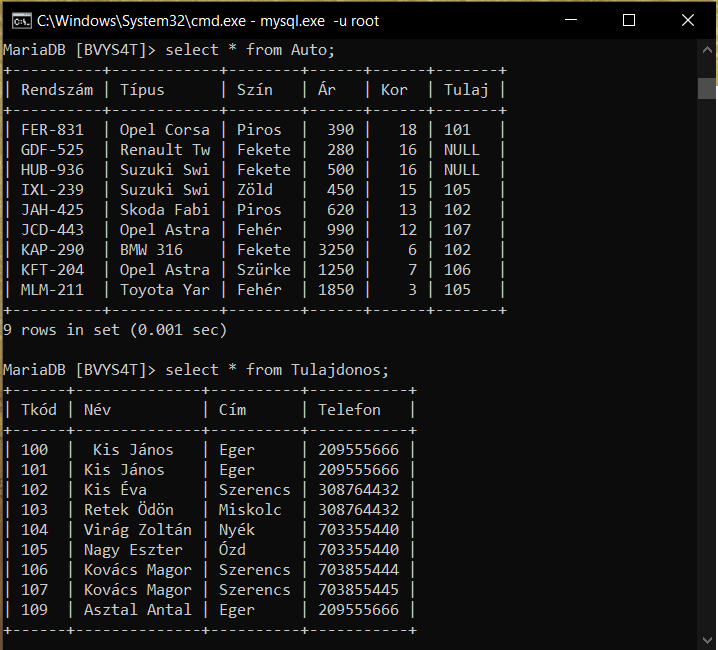 C:\Windows\System32\cmd.exe - mysql.exe  -u root
MariaDB [BVYS4T]> select * from Auto;
+----------+------------+--------+------+------+-------+
| Rendszám | Típus      | Szín   | Ár   | Kor  | Tulaj |
+----------+------------+--------+------+------+-------+
| FER-831  | Opel Corsa | Piros  |  390 |   18 | 101   |
| GDF-525  | Renault Tw | Fekete |  280 |   16 | NULL  |
| HUB-936  | Suzuki Swi | Fekete |  500 |   16 | NULL  |
| IXL-239  | Suzuki Swi | Zöld   |  450 |   15 | 105   |
| JAH-425  | Skoda Fabi | Piros  |  620 |   13 | 102   |
| JCD-443  | Opel Astra | Fehér  |  990 |   12 | 107   |
| KAP-290  | BMW 316    | Fekete | 3250 |    6 | 102   |
| KFT-204  | Opel Astra | Szürke | 1250 |    7 | 106   |
| MLM-211  | Toyota Yar | Fehér  | 1850 |    3 | 105   |
+----------+------------+--------+------+------+-------+
9 rows in set (0.001 sec)
MariaDB [BVYS4T]> select * from Tulajdonos;
+------+--------------+----------+-----------+
| Tkód | Név          | Cím      | Telefon   |
+------+--------------+----------+-----------+
| 100  |  Kis János   | Eger     | 209555666 |
| 101  | Kis János    | Eger     | 209555666 |
| 102  | Kis Éva      | Szerencs | 308764432 |
| 103  | Retek Ödön   | Miskolc  | 308764432 |
| 104  | Virág Zoltán | Nyék     | 703355440 |
| 105  | Nagy Eszter  | Ózd      | 703355440 |
| 106  | Kovács Magor | Szerencs | 703855444 |
| 107  | Kovács Magor | Szerencs | 703855445 |
| 109  | Asztal Antal | Eger     | 209555666 |
+------+--------------+----------+-----------+